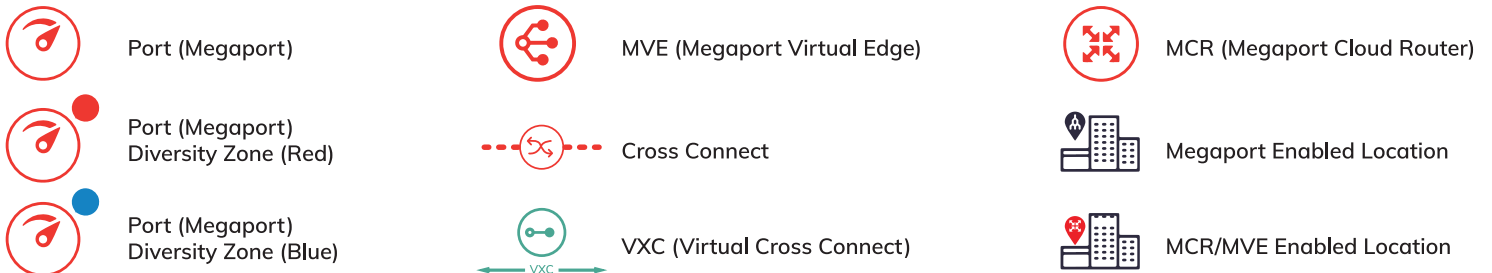 Port (Megaport)
MVE (Megaport Virtual Edge)
MCR (Megaport Cloud Router)
Port (Megaport)
Diversity Zone (Red)
Cross Connect
Megaport Enabled Location
Port (Megaport)
Diversity Zone (Blue)
VXC (Virtual Cross Connect)
VXC
MCR/MVE Enabled Location